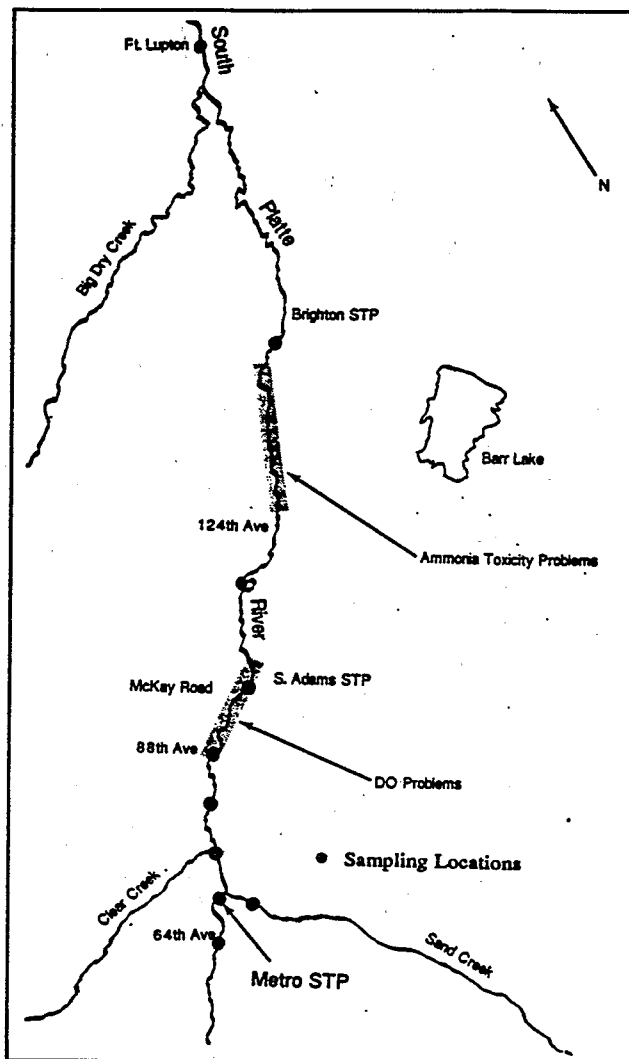 Ft. Lupton
South
Platte
N
Big Dry Creek
Brighton STP
Barr Lake
124th Ave
Ammonia Toxicity Problems
River
McKay Road
S. Adams STP
88th Ave
DO Problems
Sampling Locations
Clear Creek
64th Ave
Sand Creek
Metro STP